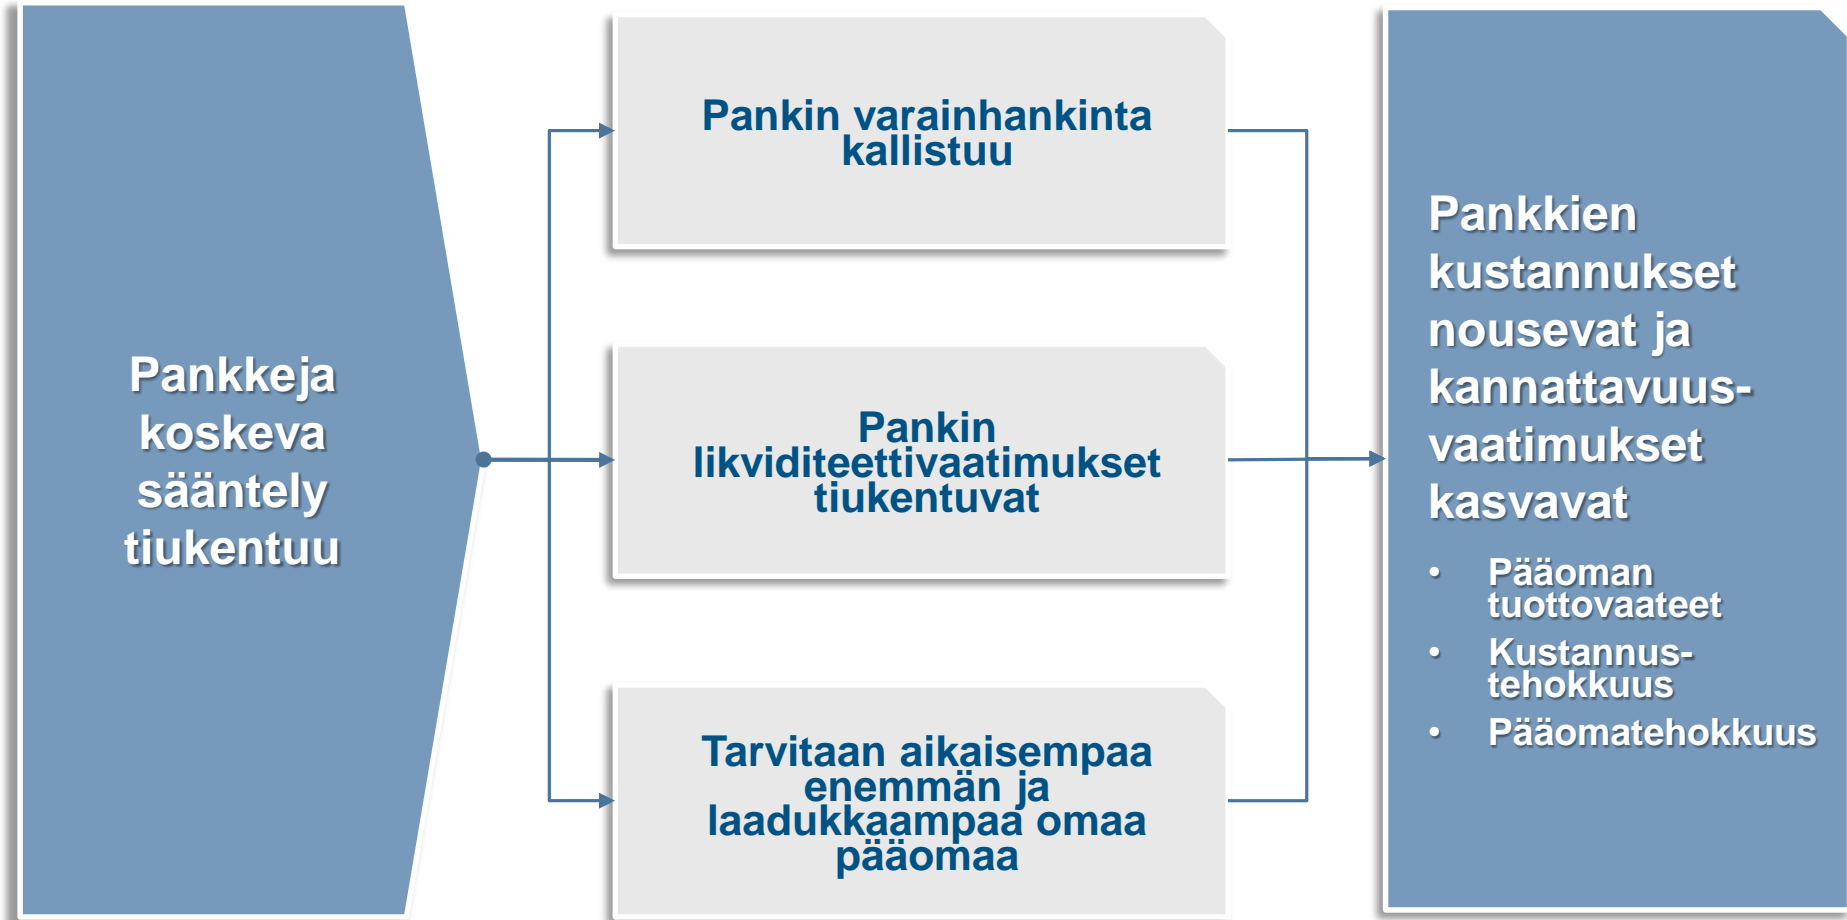 Pankkeja
koskeva
sääntely
tiukentuu
Pankin varainhankinta
kallistuu
Pankin
likviditeettivaatimukset
tiukentuvat
Tarvitaan aikaisempaa
enemmän ja
laadukkaampaa omaa
pääomaa
Pankkien
kustannukset
nousevat ja
kannattavuus-
vaatimukset
kasvavat
• Pääoman
tuottovaateet
• Kustannus-
tehokkuus
• Pääomatehokkuus